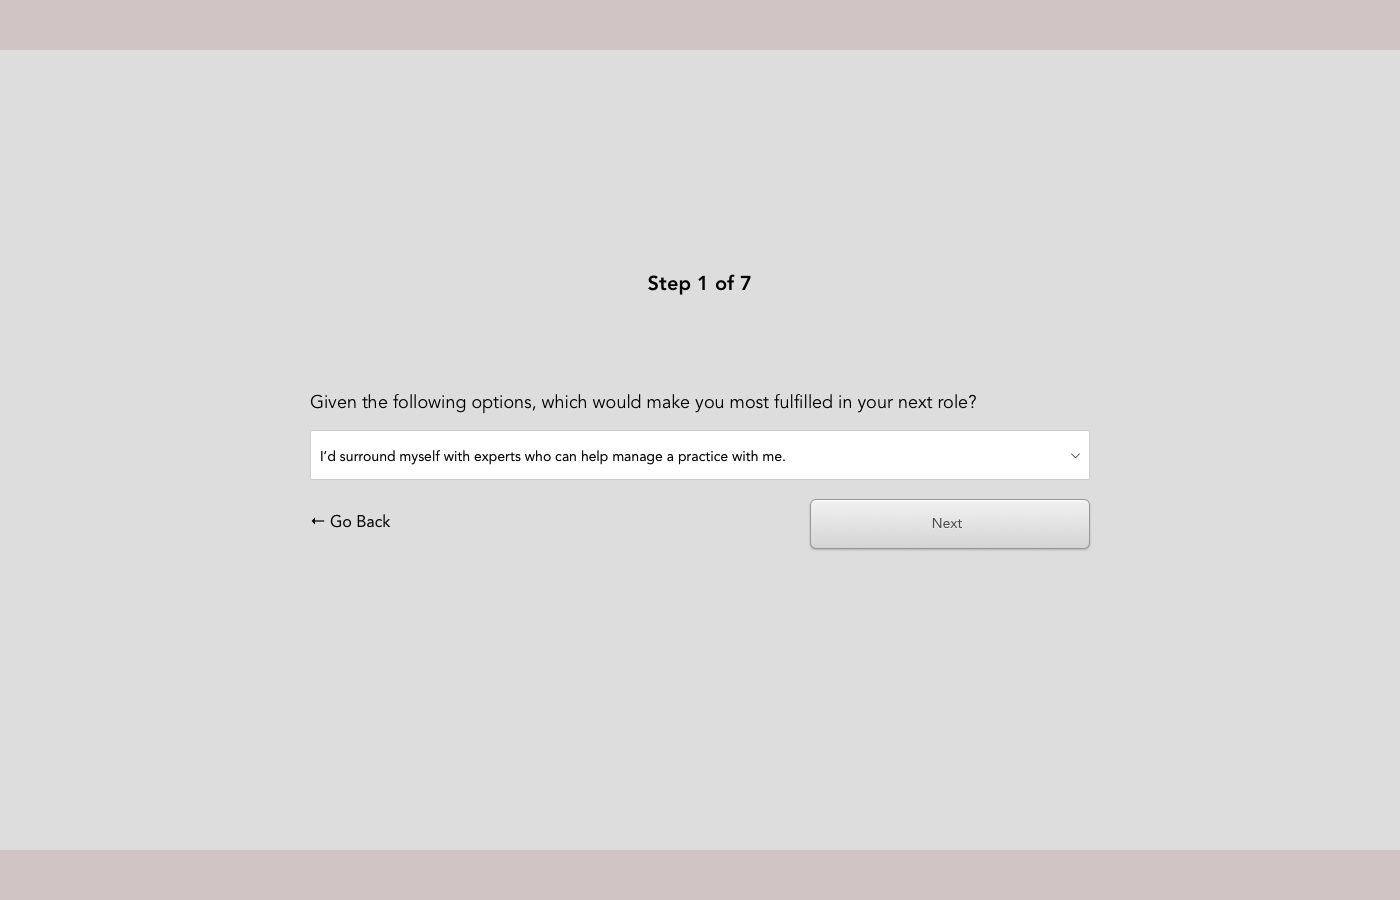 Step 1 of 7
Given the following options, which would make you most fulfilled in your next role?
I’d surround myself with experts who can help manage a practice with me.
← Go Back
Next